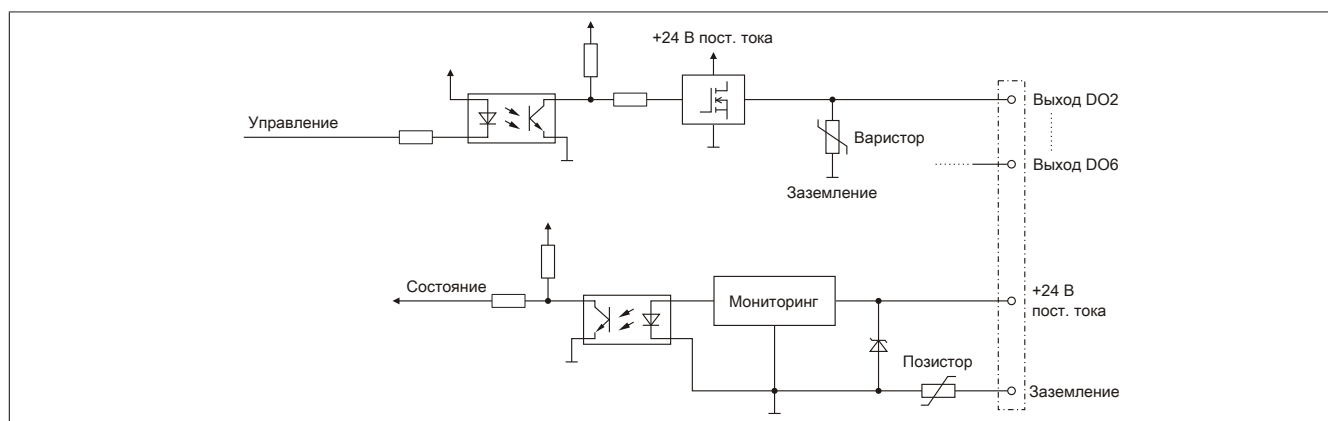 +24 В пост. тока
Управление
Выход DO2
Варистор
Выход DO6
Заземление
Состояние
Мониторинг
+24 В
пост. тока
Позистор
Заземление